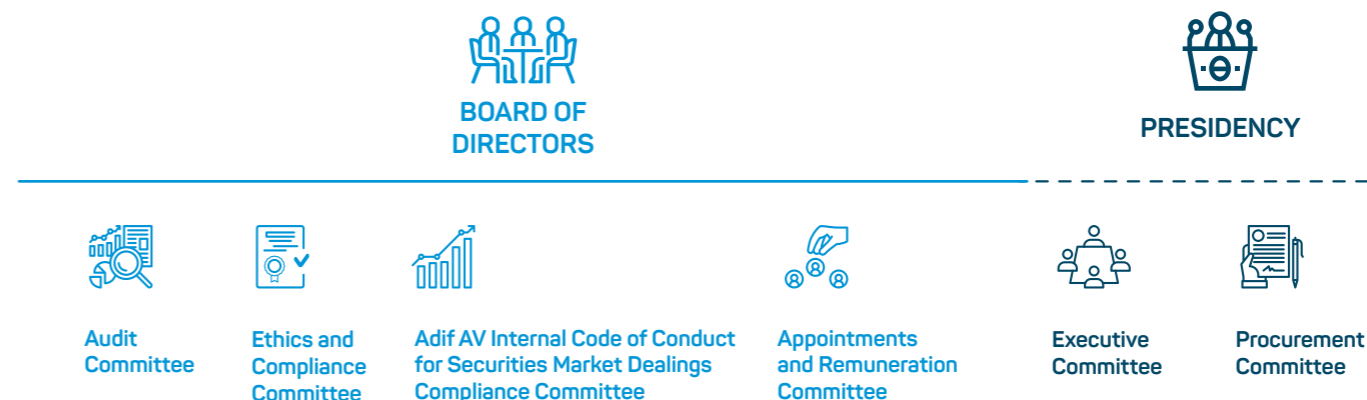 BOARD OF
DIRECTORS
PRESIDENCY
Audit
Committee
Ethics and
Compliance
Committee
Adif AV Internal Code of Conduct
for Securities Market Dealings
Compliance Committee
Appointments
and Remuneration
Committee
Executive
Committee
Procurement
Committee